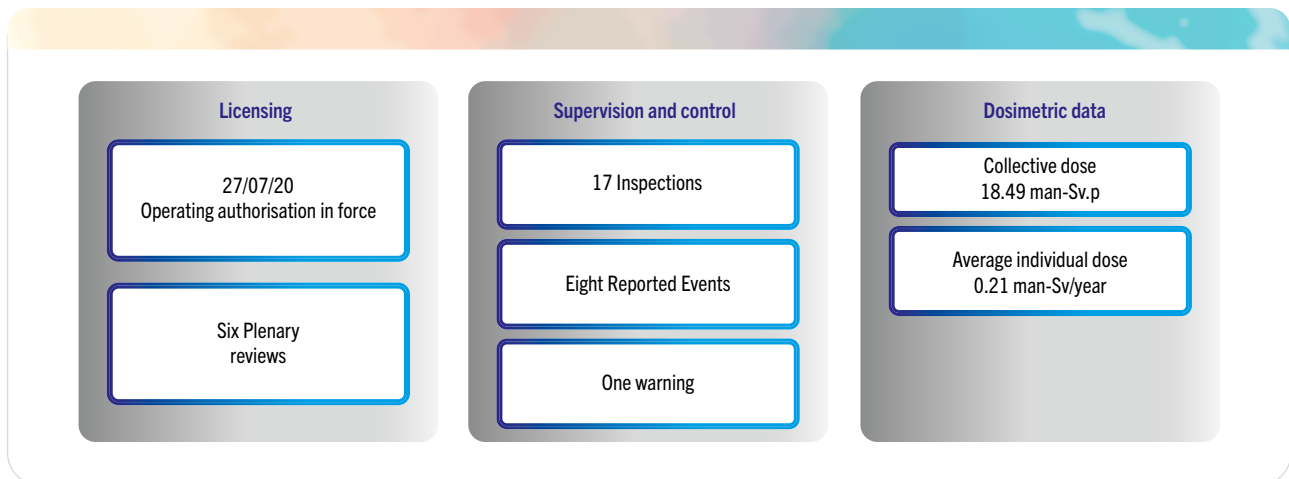 Licensing
27/07/20
Operating authorisation in force
Six Plenary
reviews
Supervision and control
17 Inspections
Eight Reported Events
One warning
Dosimetric data
Collective dose
18.49 man-Sv.p
Average individual dose
0.21 man-Sv/year